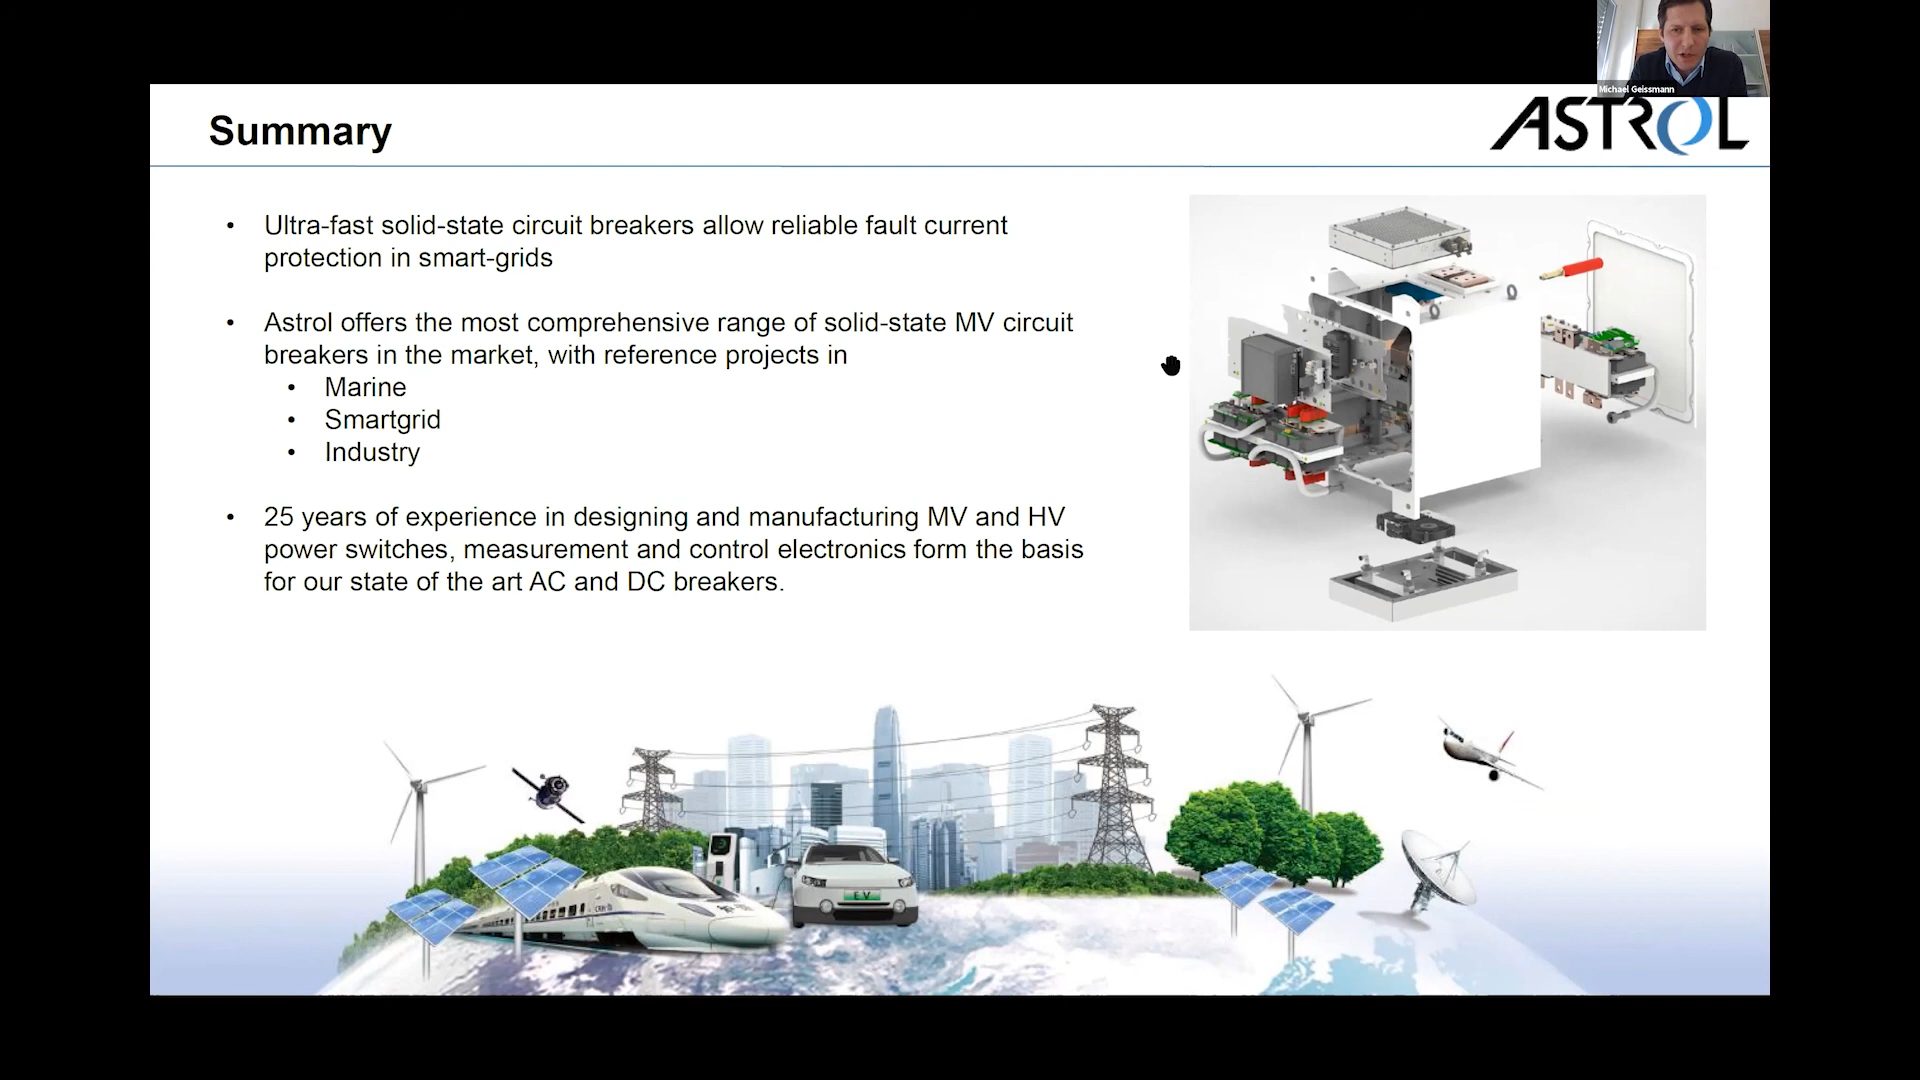 Michael Geissmann
Summary
ASTROL
• Ultra-fast solid-state circuit breakers allow reliable fault current
protection in smart-grids
• Astrol offers the most comprehensive range of solid-state MV circuit
breakers in the market, with reference projects in
• Marine
• Smartgrid
• Industry
• 25 years of experience in designing and manufacturing MV and HV
power switches, measurement and control electronics form the basis
for our state of the art AC and DC breakers.
CRH
EV